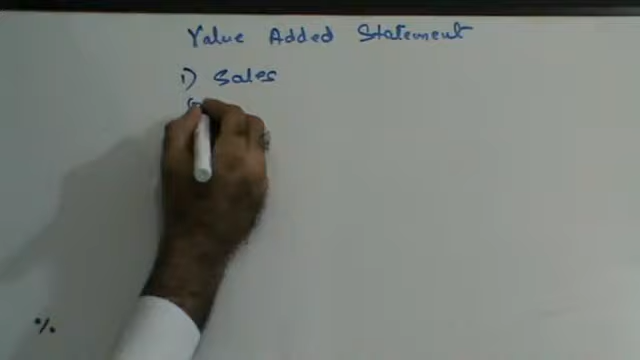 Value Added Statement
1) Sales
%